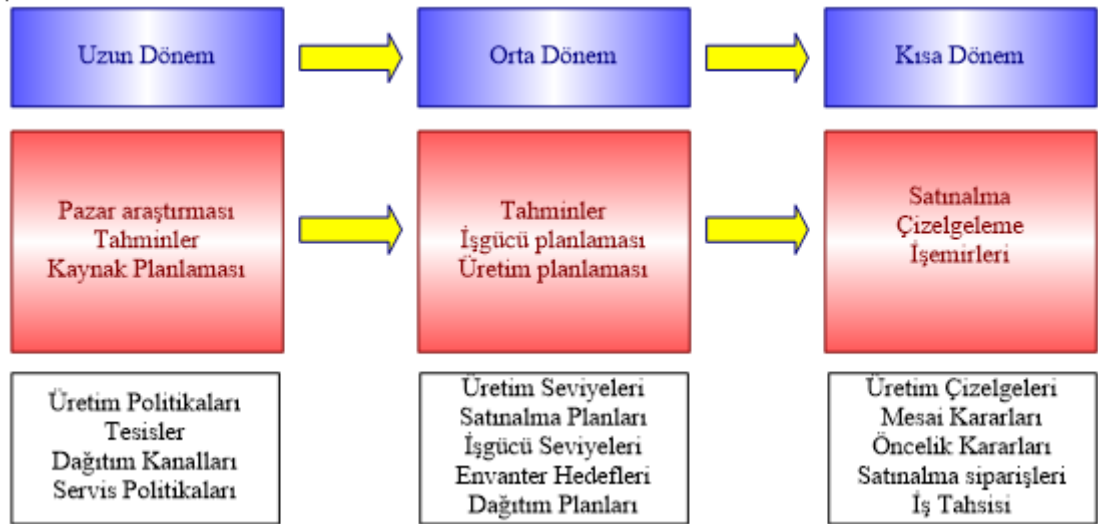 Uzun Dönem
Orta Dönem
Kısa Dönem
Pazar araştırması
Tahminler
Kaynak Planlaması
Tahminler
İşgücü planlaması
Üretim planlaması
Satınalma
Çizelgeleme
İşemirleri
Üretim Politikaları
Tesisler
Dağıtım Kanalları
Servis Politikaları
Üretim Seviyeleri
Satınalma Planları
İşgücü Seviyeleri
Envanter Hedefleri
Dağıtım Planları
Üretim Çizelgeleri
Mesai Kararları
Öncelik Kararları
Satınalma siparişleri
İş Tahsisi